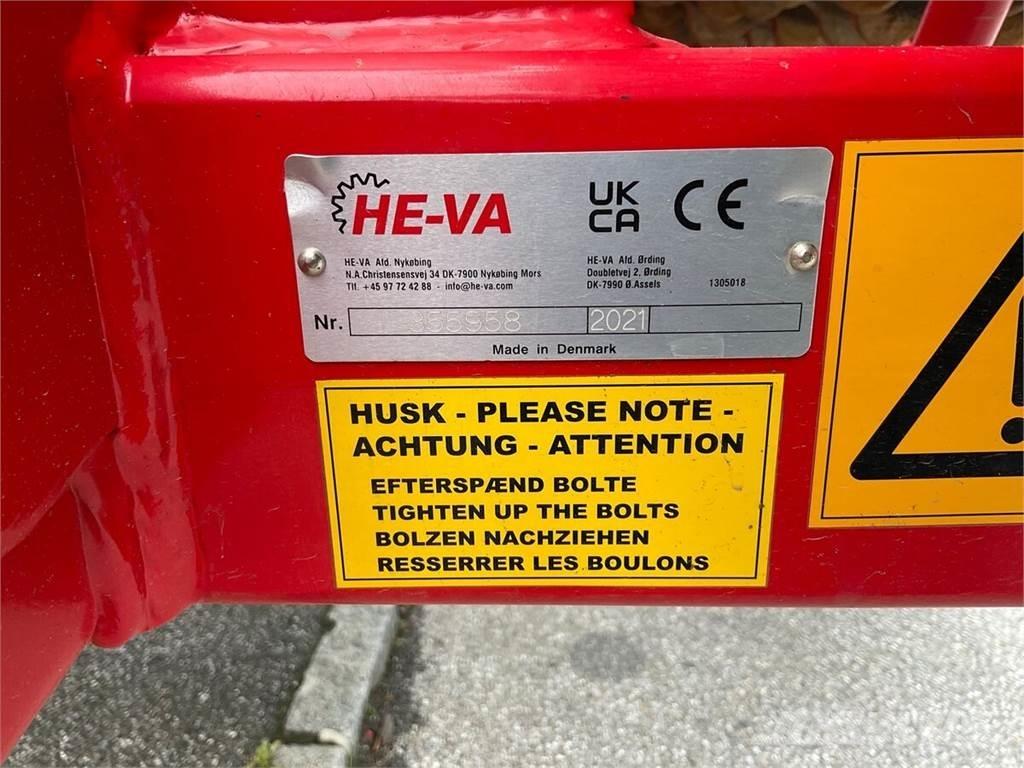 HE-VA
UK
CA
CE
HE-VA Afd. Nykøbing
N.A.Christensensvej 34 DK-7900 Nykøbing Mors
Tlf. +45 97 72 42 88 - info@he-va.com
HE-VA Afd. Ørding
Doubletvej 2, Ørding
DK-7990 Ø.Assels
1305018
Nr. 355958 2021
Made in Denmark
HUSK - PLEASE NOTE -
ACHTUNG - ATTENTION
EFTERSPÆND BOLTE
TIGHTEN UP THE BOLTS
BOLZEN NACHZIEHEN
RESSERRER LES BOULONS